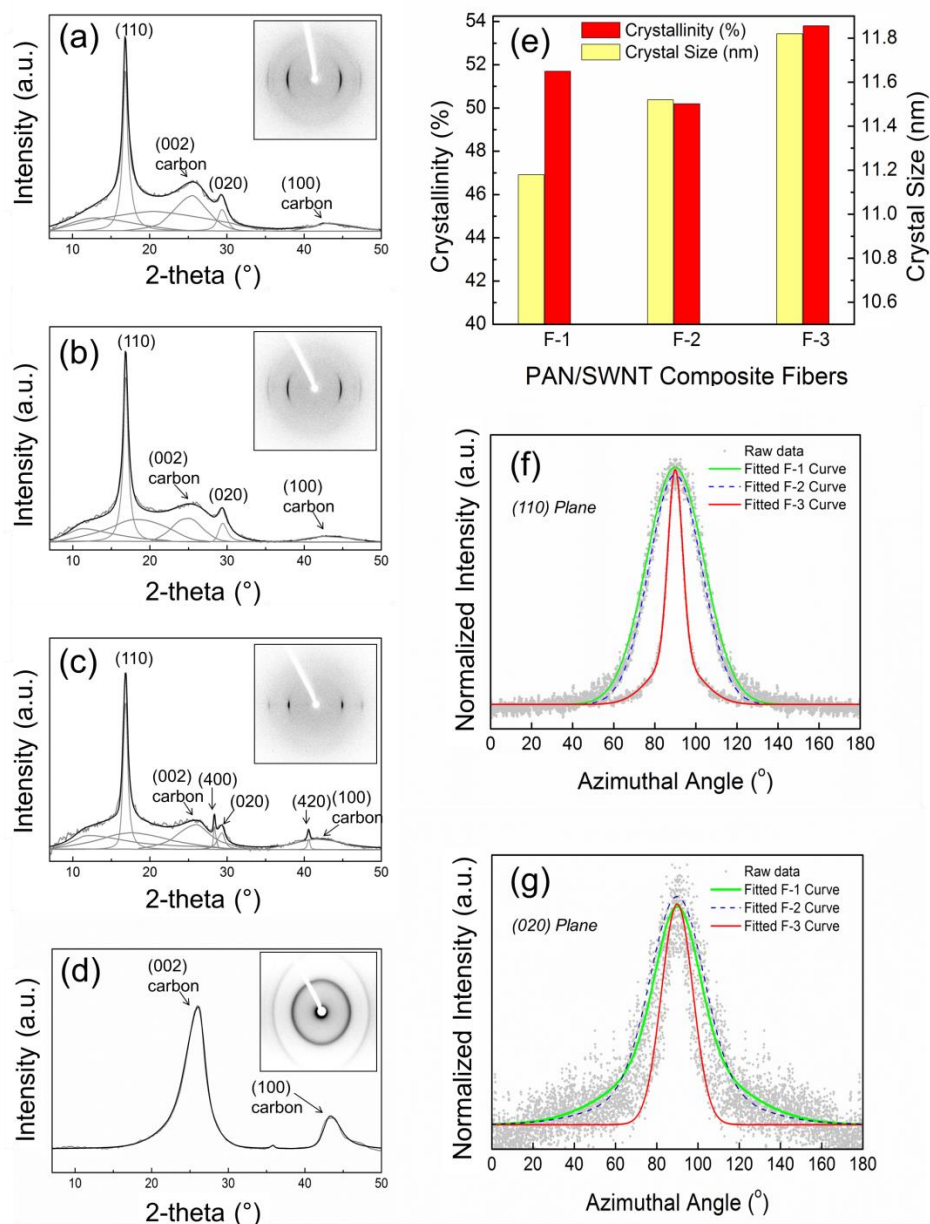 (a)
(110)
(002)
carbon
(020)
(100)
carbon
Intensity (a.u.)
10 20 30 40 50
2-theta (°)
(b)
(110)
(002)
carbon
(020)
(100)
carbon
Intensity (a.u.)
10 20 30 40 50
2-theta (°)
(c)
(110)
(002)
carbon
(400)
(020)
(420)
(100)
carbon
Intensity (a.u.)
10 20 30 40 50
2-theta (°)
(d)
(002)
carbon
(100)
carbon
Intensity (a.u.)
10 20 30 40 50
2-theta (°)
(e)
Crystallinity (%)
Crystal Size (nm)
Crystallinity (%)
54
52
50
48
46
44
42
40
Crystal Size (nm)
11.8
11.6
11.4
11.2
11.0
10.8
10.6
F-1 F-2 F-3
PAN/SWNT Composite Fibers
(f)
(110) Plane
Raw data
Fitted F-1 Curve
Fitted F-2 Curve
Fitted F-3 Curve
Normalized Intensity (a.u.)
0 20 40 60 80 100 120 140 160 180
Azimuthal Angle (°)
(g)
(020) Plane
Raw data
Fitted F-1 Curve
Fitted F-2 Curve
Fitted F-3 Curve
Normalized Intensity (a.u.)
0 20 40 60 80 100 120 140 160 180
Azimuthal Angle (°)